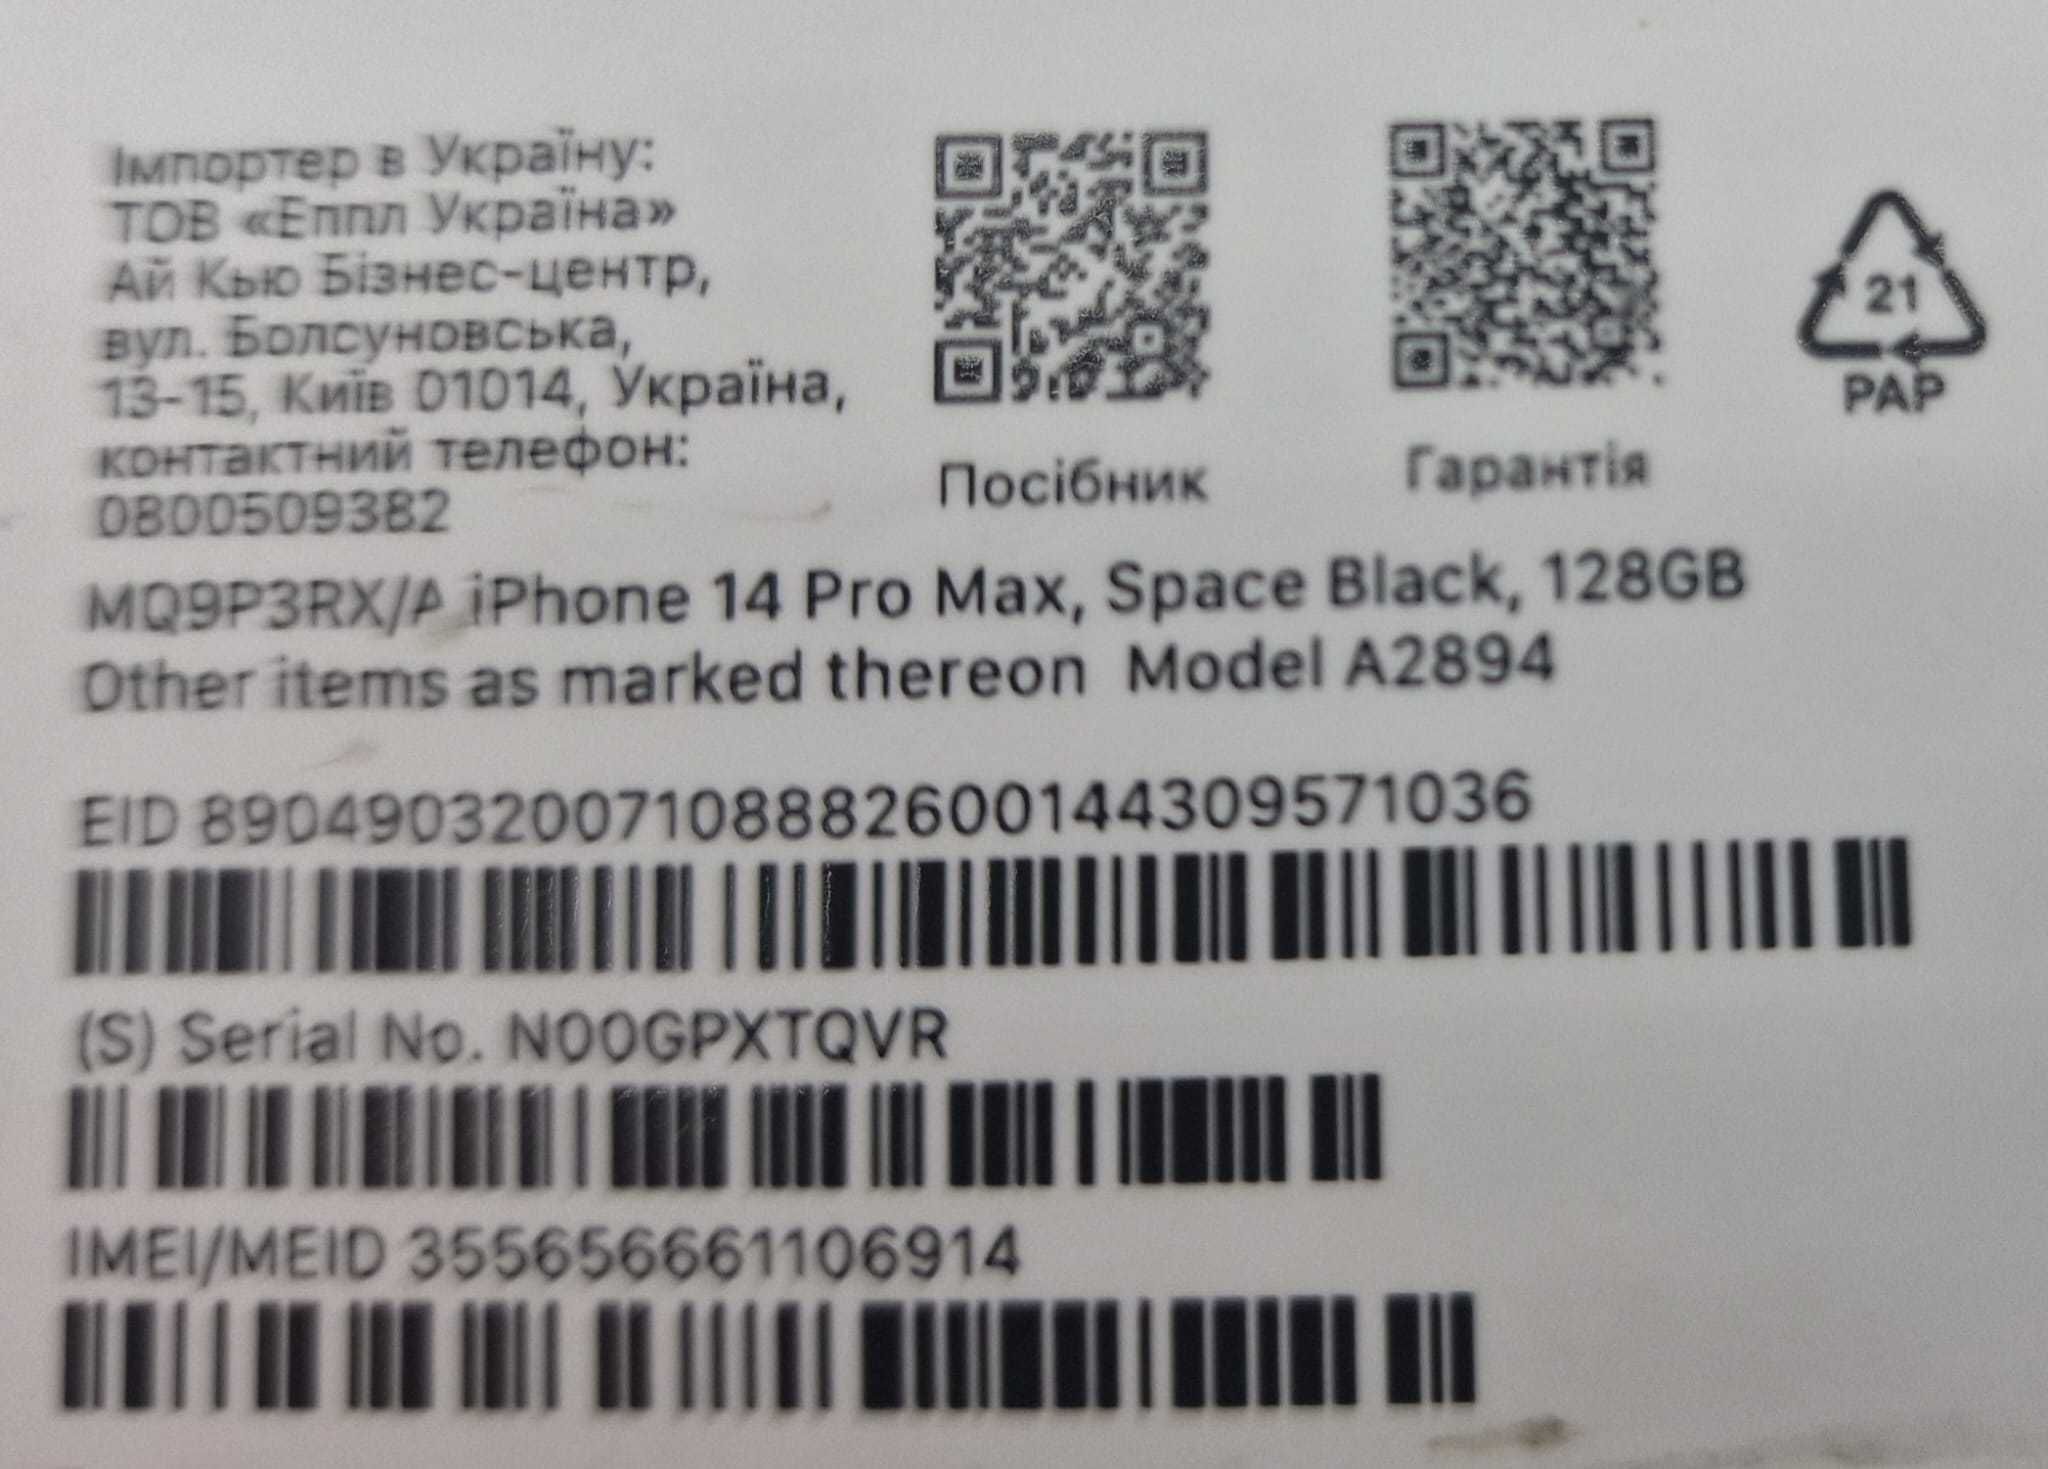 Імпортер в Україну:
ТОВ «Еппл Україна»
Ай Кью Бізнес-центр,
вул. Болсуновська,
13-15, Київ 01014, Україна,
контактний телефон:
0800509382
Посібник
Гарантія
21
PAP
MQ9P3RX/A iPhone 14 Pro Max, Space Black, 128GB
Other items as marked thereon Model A2894
EID 89049032007108882600144309571036
(S) Serial No. N00GPXTQVR
IMEI/MEID 355656661106914